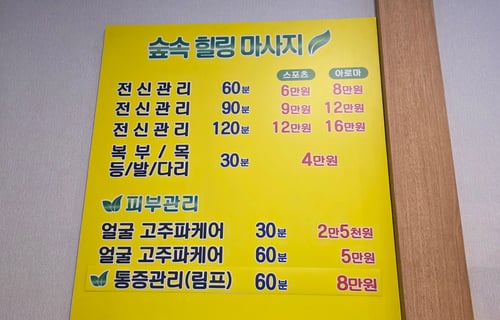 숲속 힐링 마사지
스포츠 아로마
전신관리 60분 6만원 8만원
전신관리 90분 9만원 12만원
전신관리 120분 12만원 16만원
복부/목
등/발/다리 30분 4만원
피부관리
얼굴 고주파케어 30분 2만5천원
얼굴 고주파케어 60분 5만원
통증관리(림프) 60분 8만원